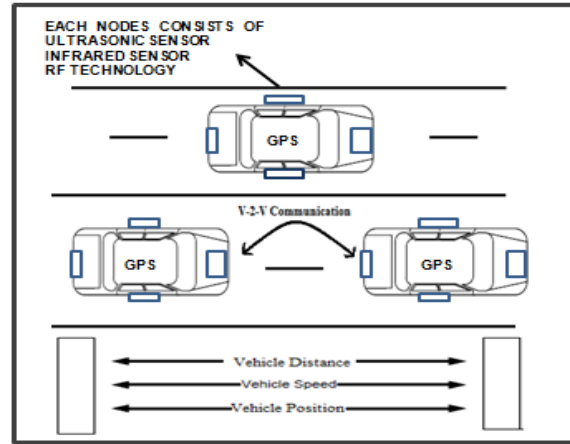 EACH NODES CONSISTS OF
ULTRASONIC SENSOR
INFRARED SENSOR
RF TECHNOLOGY
GPS
V-2-V Communication
GPS
GPS
Vehicle Distance
Vehicle Speed
Vehicle Position